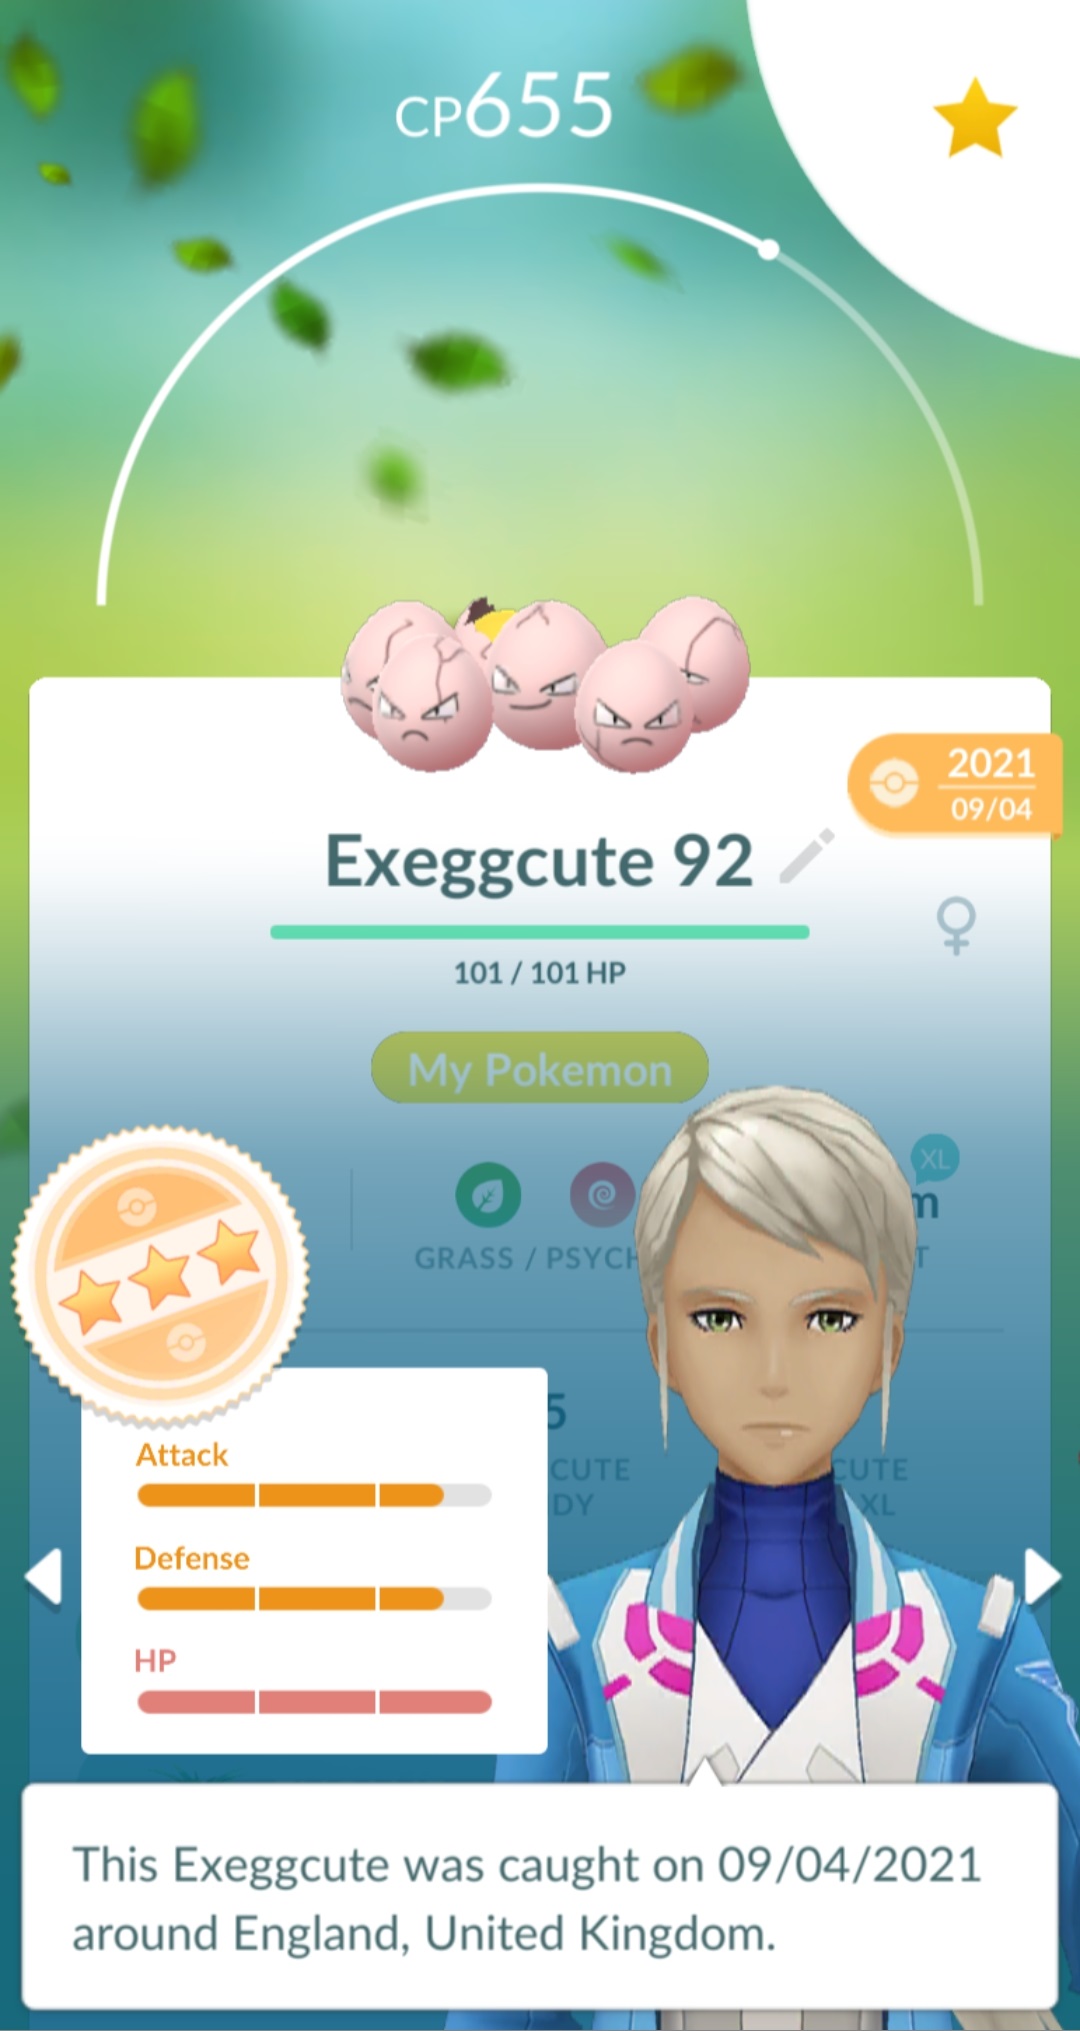 CP655
2021
09/04
Exeggcute 92
101 / 101 HP
My Pokemon
XL
m
GRASS / PSYCH
T
5
CUTE
CUTE
DY
XL
Attack
Defense
HP
This Exeggcute was caught on 09/04/2021
around England, United Kingdom.